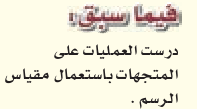 فيما سبق:
درست العمليات على
المتجهات باستعمال مقياس
الرسم .